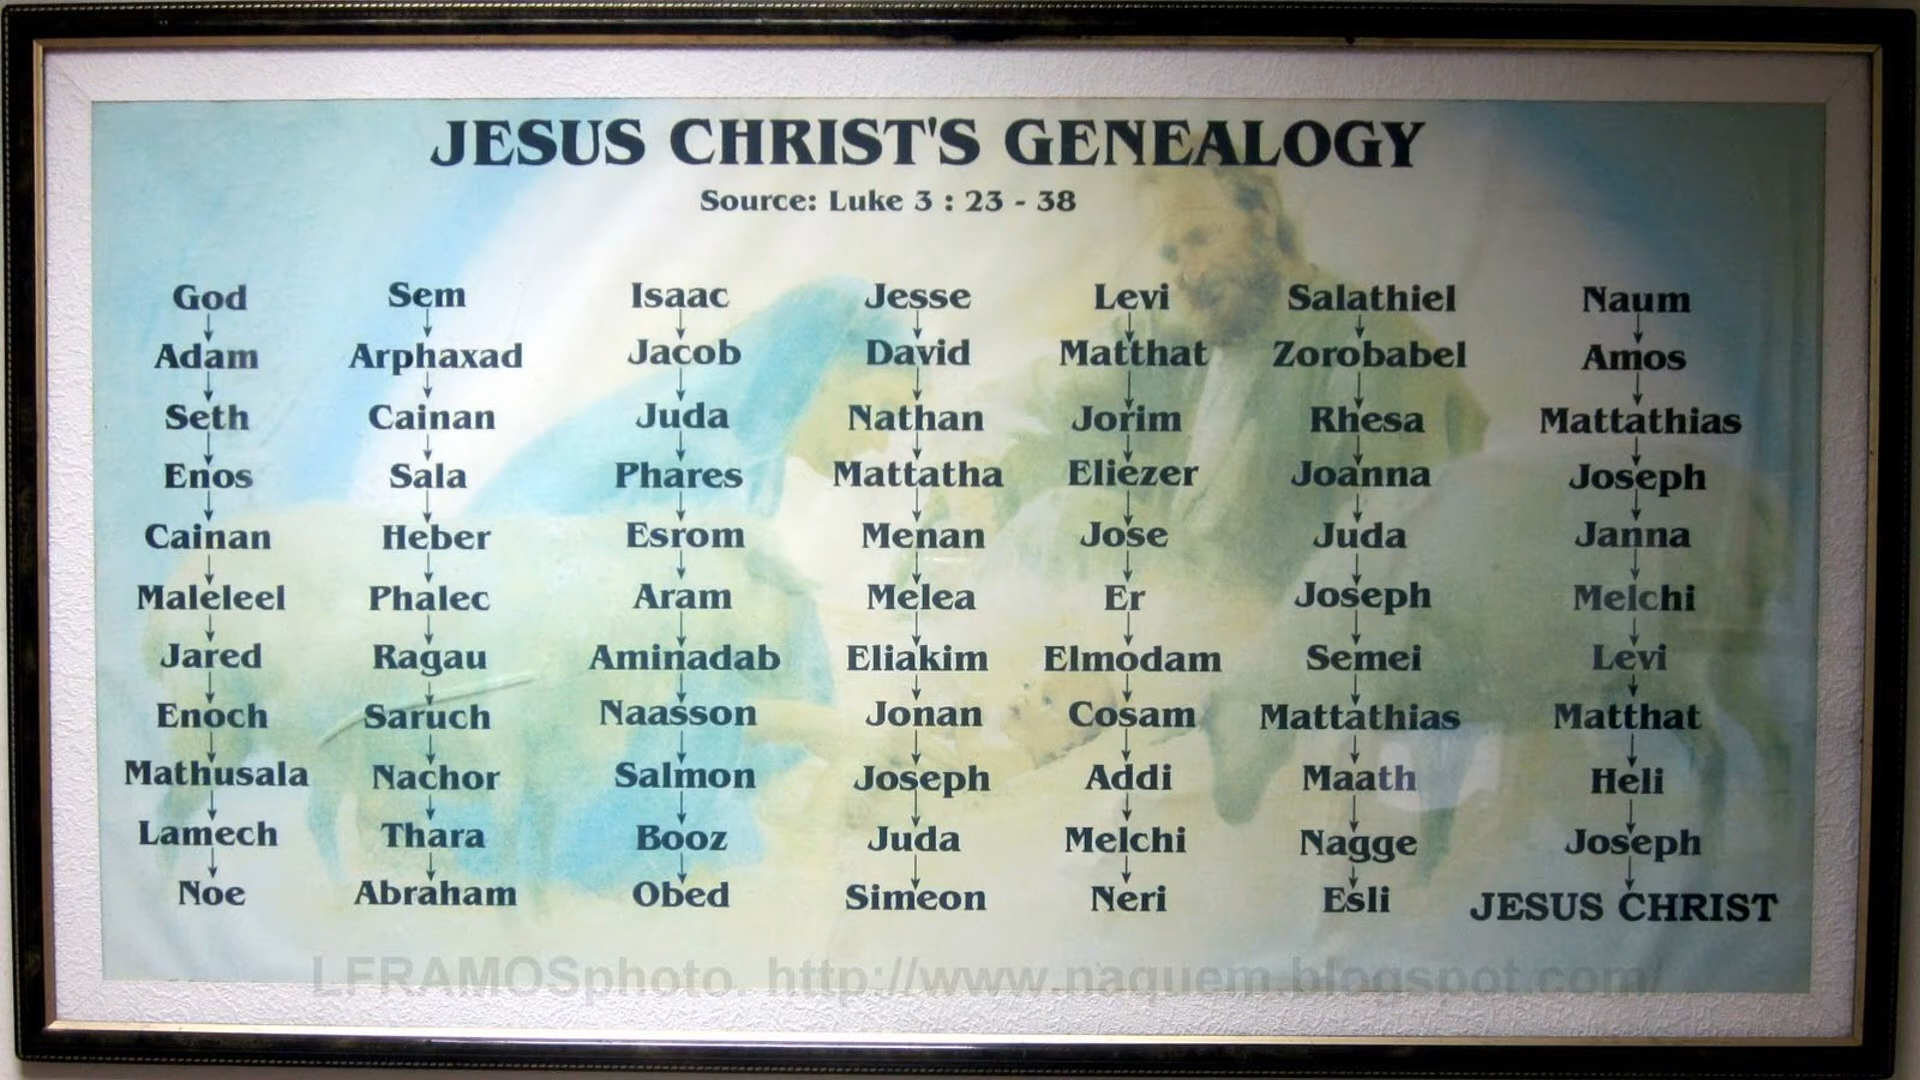 JESUS CHRIST'S GENEALOGY
Source: Luke 3 : 23 - 38
God
Adam
Seth
Enos
Cainan
Maleleel
Jared
Enoch
Mathusala
Lamech
Noe
Sem
Arphaxad
Cainan
Sala
Heber
Phalec
Ragau
Saruch
Nachor
Thara
Abraham
Isaac
Jacob
Juda
Phares
Esrom
Aram
Aminadab
Naasson
Salmon
Booz
Obed
Jesse
David
Nathan
Mattatha
Menan
Melea
Eliakim
Jonan
Joseph
Juda
Simeon
Levi
Matthat
Jorim
Eliezer
Jose
Er
Elmodam
Cosam
Addi
Melchi
Neri
Salathiel
Zorobabel
Rhesa
Joanna
Juda
Joseph
Semei
Mattathias
Maath
Nagge
Esli
Naum
Amos
Mattathias
Joseph
Janna
Melchi
Levi
Matthat
Heli
Joseph
JESUS CHRIST
LFRAMOSphoto. http://www.naquem.blogspot.com/